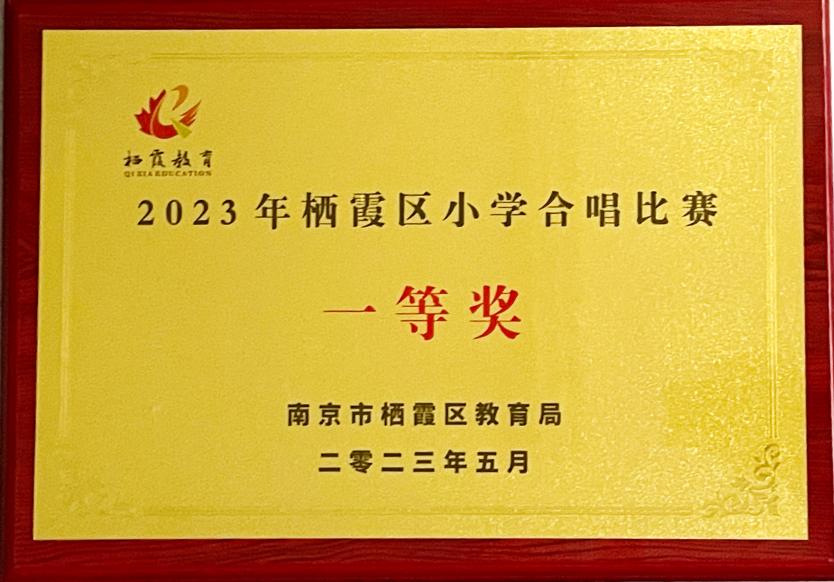 栖霞教育
QI XIA EDUCATION
2023年栖霞区小学合唱比赛
一等奖
南京市栖霞区教育局
二零二三年五月